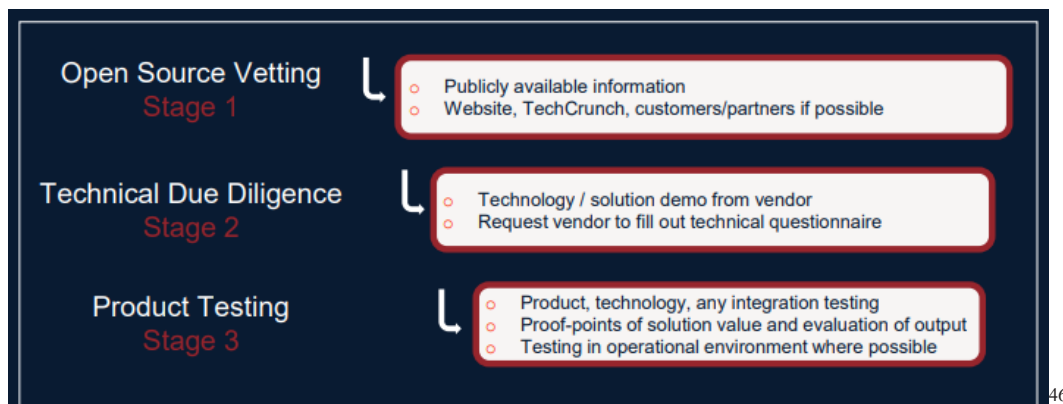 Open Source Vetting
Stage 1
○ Publicly available information
○ Website, TechCrunch, customers/partners if possible
Technical Due Diligence
Stage 2
○ Technology / solution demo from vendor
○ Request vendor to fill out technical questionnaire
Product Testing
Stage 3
○ Product, technology, any integration testing
○ Proof-points of solution value and evaluation of output
○ Testing in operational environment where possible
46